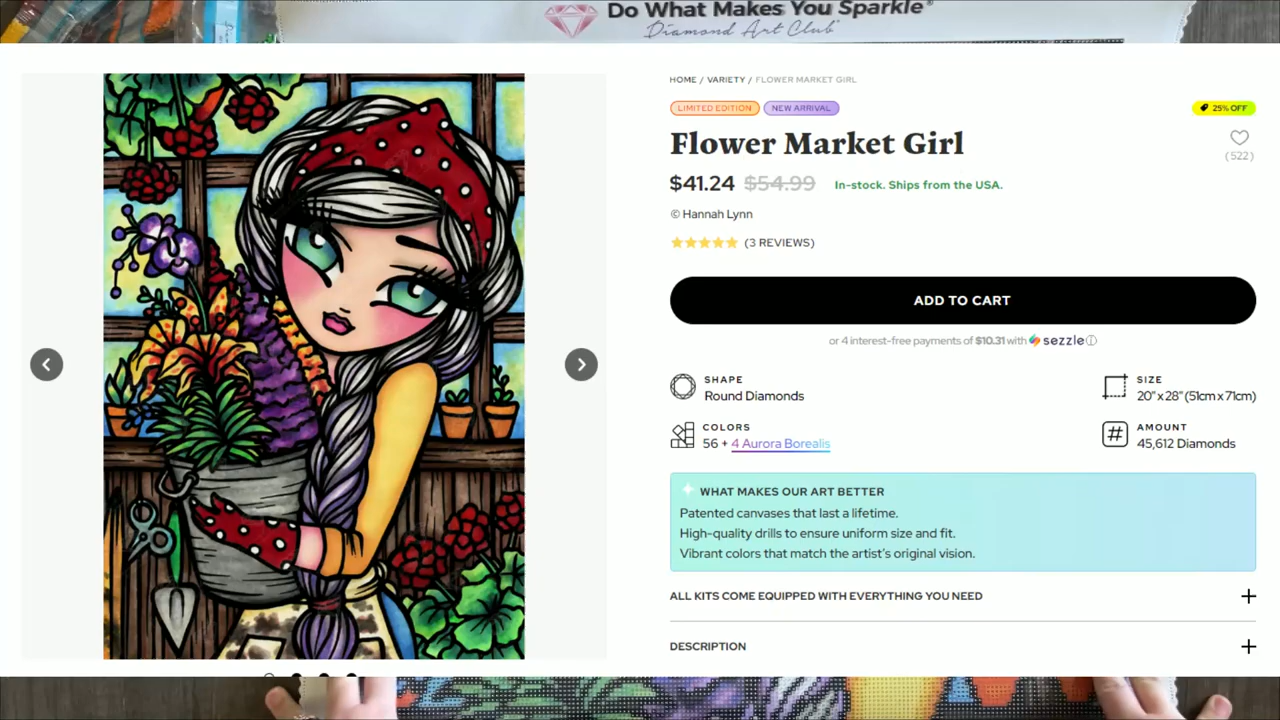 Do What Makes You Sparkle®
Diamond Art Club
HOME / VARIETY / FLOWER MARKET GIRL
LIMITED EDITION
NEW ARRIVAL
25% OFF
Flower Market Girl
(522)
$41.24 $54.99 In-stock. Ships from the USA.
© Hannah Lynn
(3 REVIEWS)
ADD TO CART
or 4 interest-free payments of $10.31 with sezzle
SHAPE
Round Diamonds
SIZE
20" x 28" (51cm x 71cm)
COLORS
56 + 4 Aurora Borealis
AMOUNT
45,612 Diamonds
WHAT MAKES OUR ART BETTER
Patented canvases that last a lifetime.
High-quality drills to ensure uniform size and fit.
Vibrant colors that match the artist's original vision.
ALL KITS COME EQUIPPED WITH EVERYTHING YOU NEED
DESCRIPTION